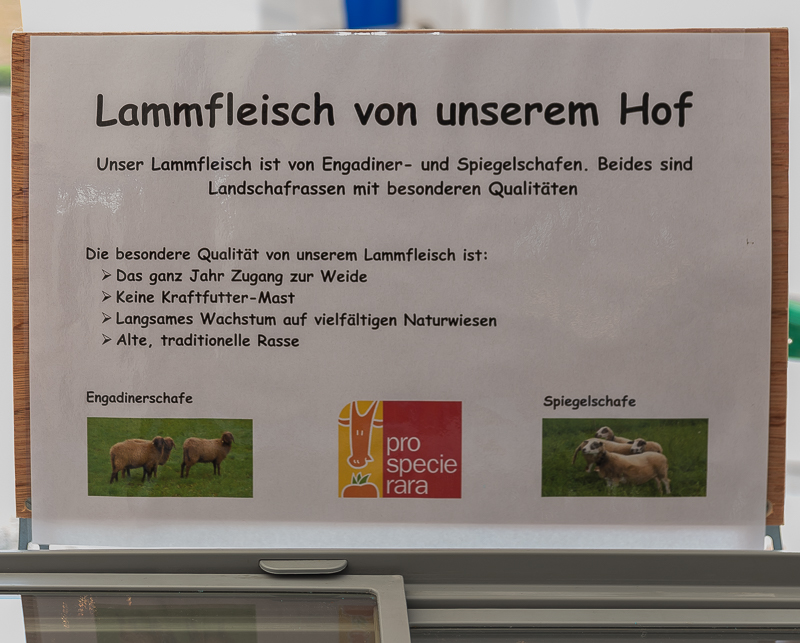 Lammfleisch von unserem Hof
Unser Lammfleisch ist von Engadiner- und Spiegelschafen. Beides sind
Landschafrassen mit besonderen Qualitäten
Die besondere Qualität von unserem Lammfleisch ist:
➢ Das ganz Jahr Zugang zur Weide
➢ Keine Kraftfutter-Mast
➢ Langsames Wachstum auf vielfältigen Naturwiesen
➢ Alte, traditionelle Rasse
Engadinerschafe
pro
specie
rara
Spiegelschafe